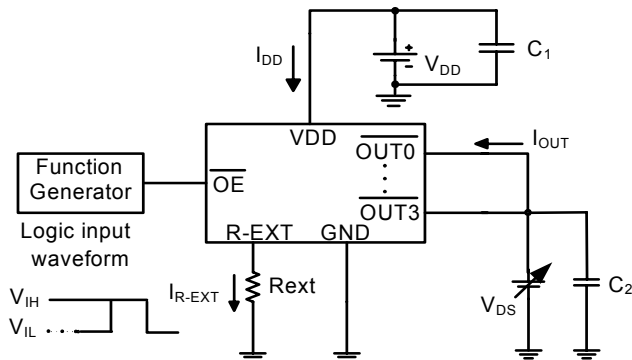 I_DD
V_DD
C_1
VDD
OUT0
I_OUT
Function
Generator
OE
OUT3
Logic input
waveform
R-EXT GND
I_R-EXT
Rext
V_IH
V_IL
V_DS
C_2